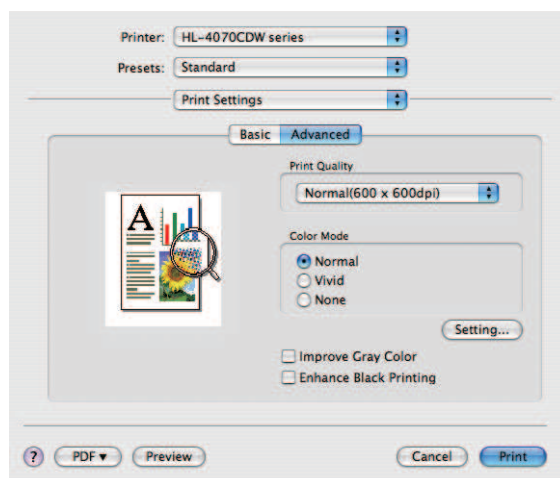 Printer: HL-4070CDW series
Presets: Standard
Print Settings
Basic Advanced
Print Quality
Normal(600 x 600dpi)
Color Mode
Normal
Vivid
None
Setting...
Improve Gray Color
Enhance Black Printing
A
? PDF▼ Preview Cancel Print